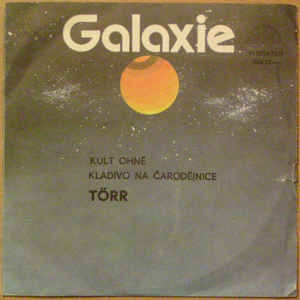 Galaxie
KULT OHNĚ
KLADIVO NA ČARODĚJNICE
TÖRR